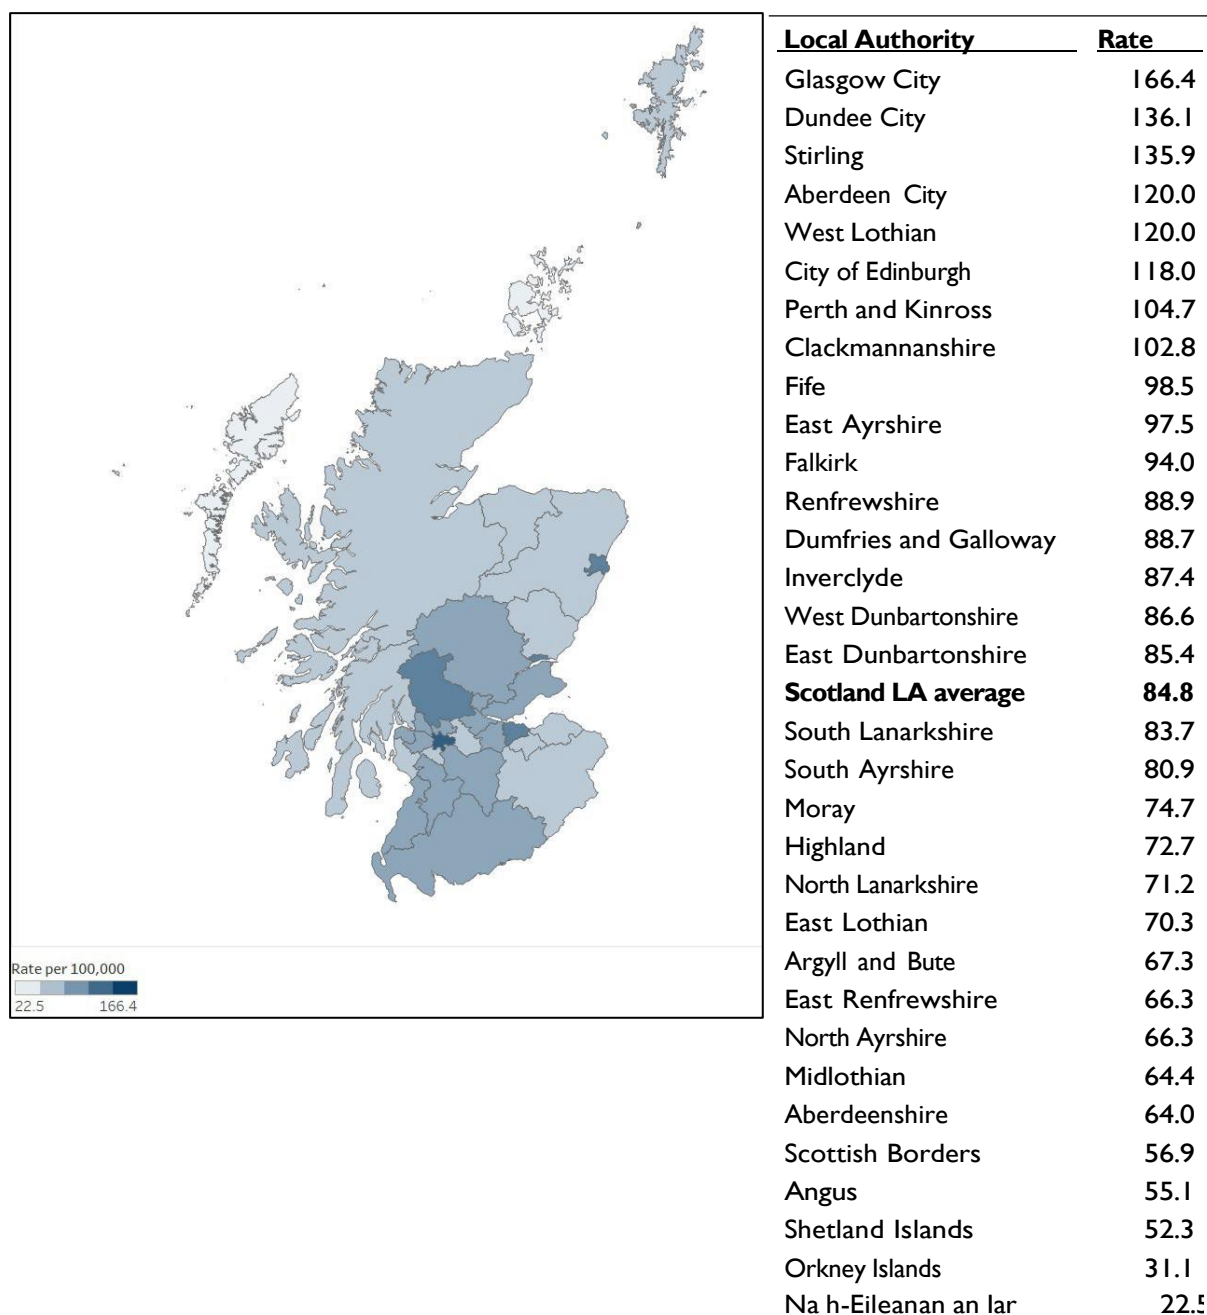 Local Authority Rate
Glasgow City 166.4
Dundee City 136.1
Stirling 135.9
Aberdeen City 120.0
West Lothian 120.0
City of Edinburgh 118.0
Perth and Kinross 104.7
Clackmannanshire 102.8
Fife 98.5
East Ayrshire 97.5
Falkirk 94.0
Renfrewshire 88.9
Dumfries and Galloway 88.7
Inverclyde 87.4
West Dunbartonshire 86.6
East Dunbartonshire 85.4
Scotland LA average 84.8
South Lanarkshire 83.7
South Ayrshire 80.9
Moray 74.7
Highland 72.7
North Lanarkshire 71.2
East Lothian 70.3
Argyll and Bute 67.3
East Renfrewshire 66.3
North Ayrshire 66.3
Midlothian 64.4
Aberdeenshire 64.0
Scottish Borders 56.9
Angus 55.1
Shetland Islands 52.3
Orkney Islands 31.1
Na h-Eileanan an Iar 22.5
Rate per 100,000
22.5 166.4